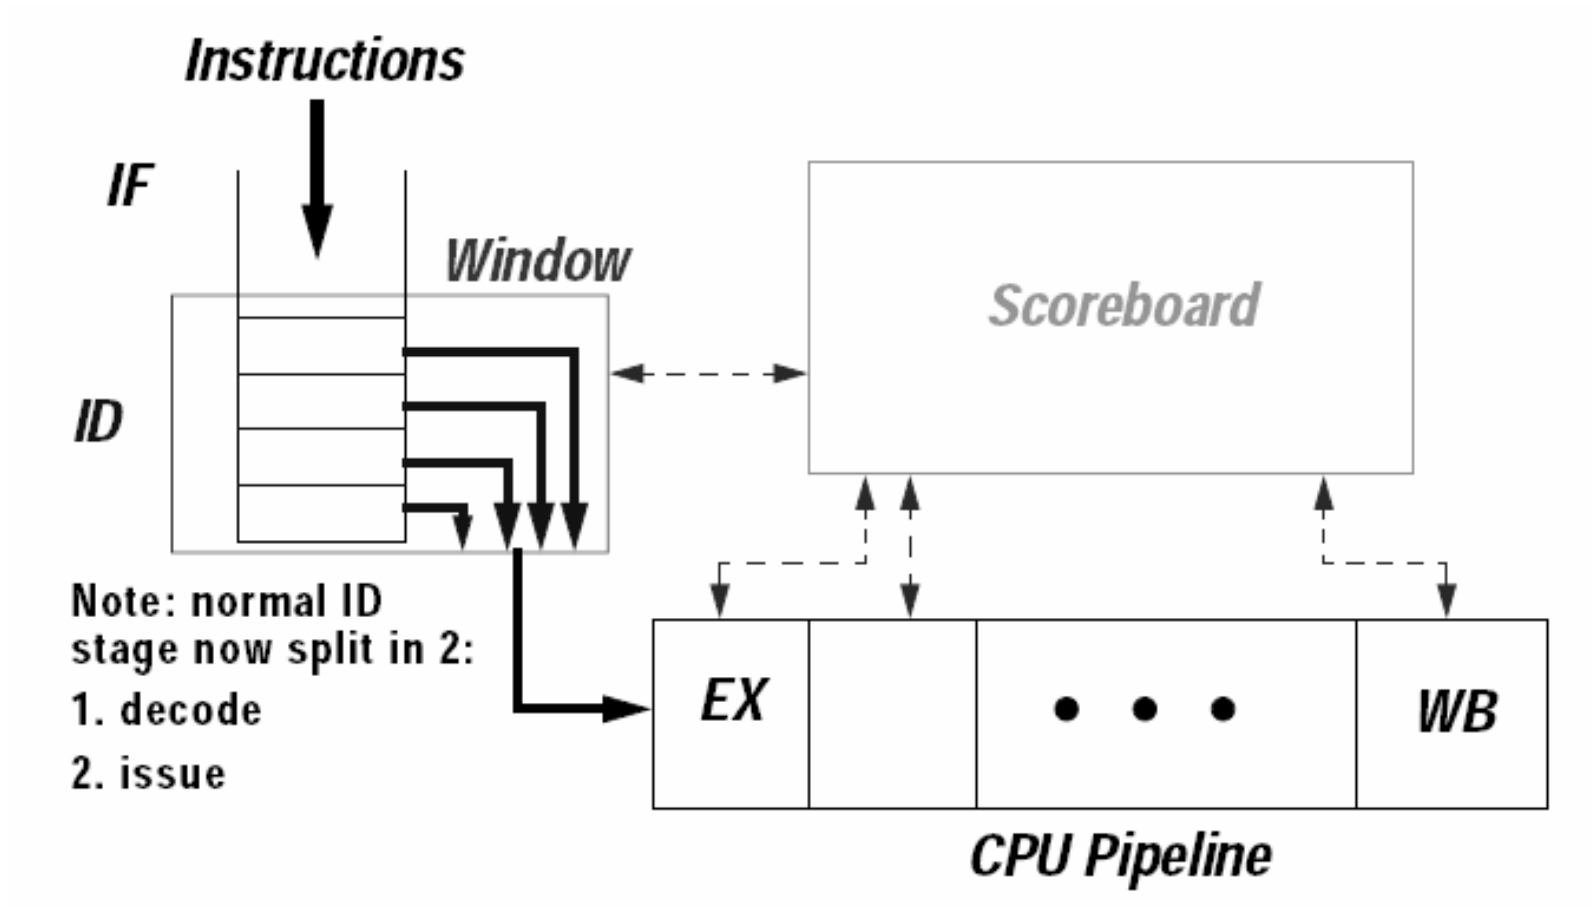 Instructions
IF
Window
Scoreboard
ID
Note: normal ID
stage now split in 2:
1. decode
2. issue
EX
WB
CPU Pipeline